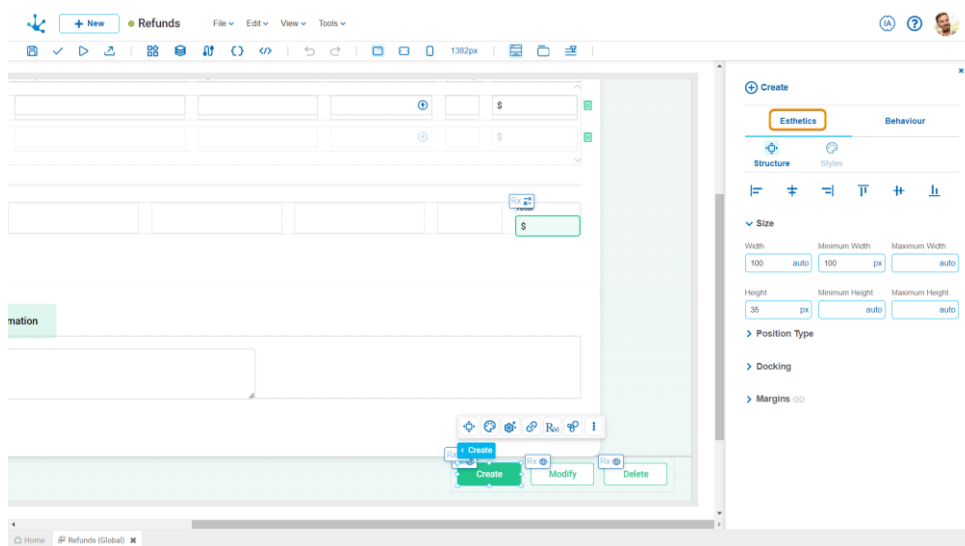 + New
Refunds
File
Edit
View
Tools
IA
?
1382px
Create
Esthetics
Behaviour
Structure
Styles
Size
Width
Minimum Width
Maximum Width
100 auto
100 px
auto
Height
Minimum Height
Maximum Height
35 px
auto
auto
Position Type
Docking
Margins
$
$
Rx
Total
$
mation
R(x)
Rx
Create
Rx
Rx
Create
Modify
Delete
Home
Refunds (Global)